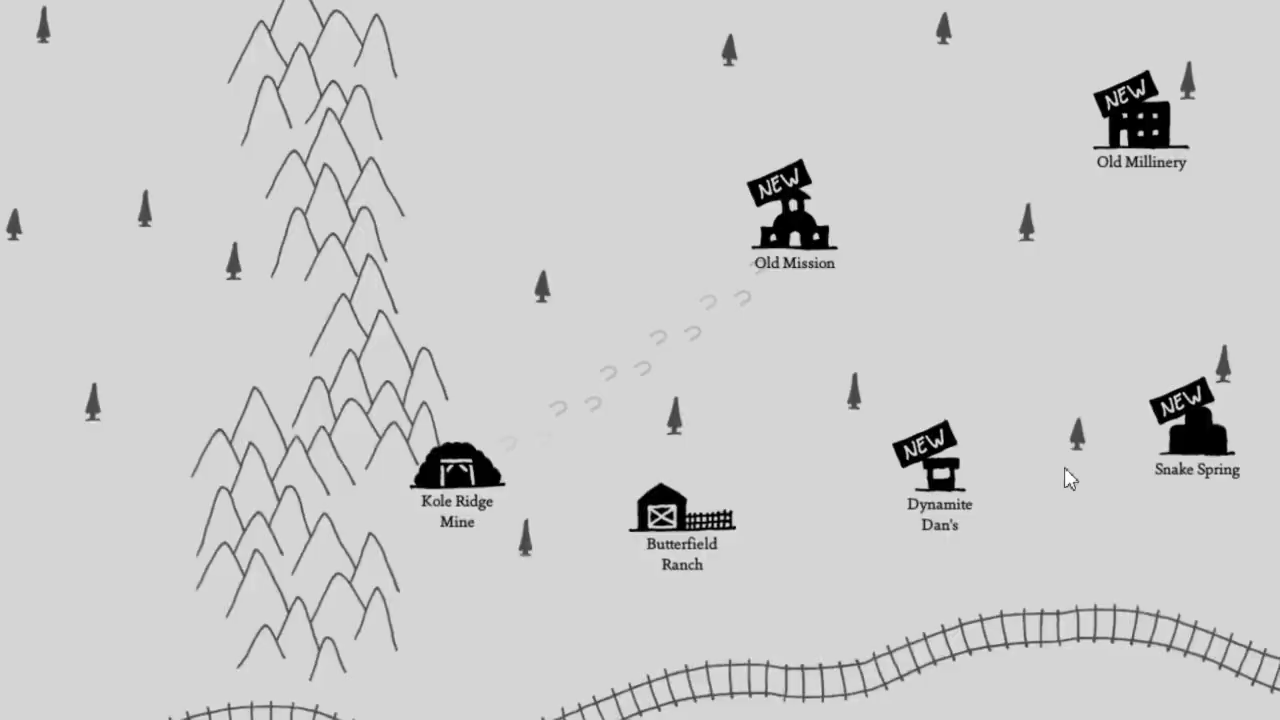 NEW
Old Millinery
NEW
Old Mission
NEW
Snake Spring
NEW
Dynamite
Dan's
Kole Ridge
Mine
Butterfield
Ranch